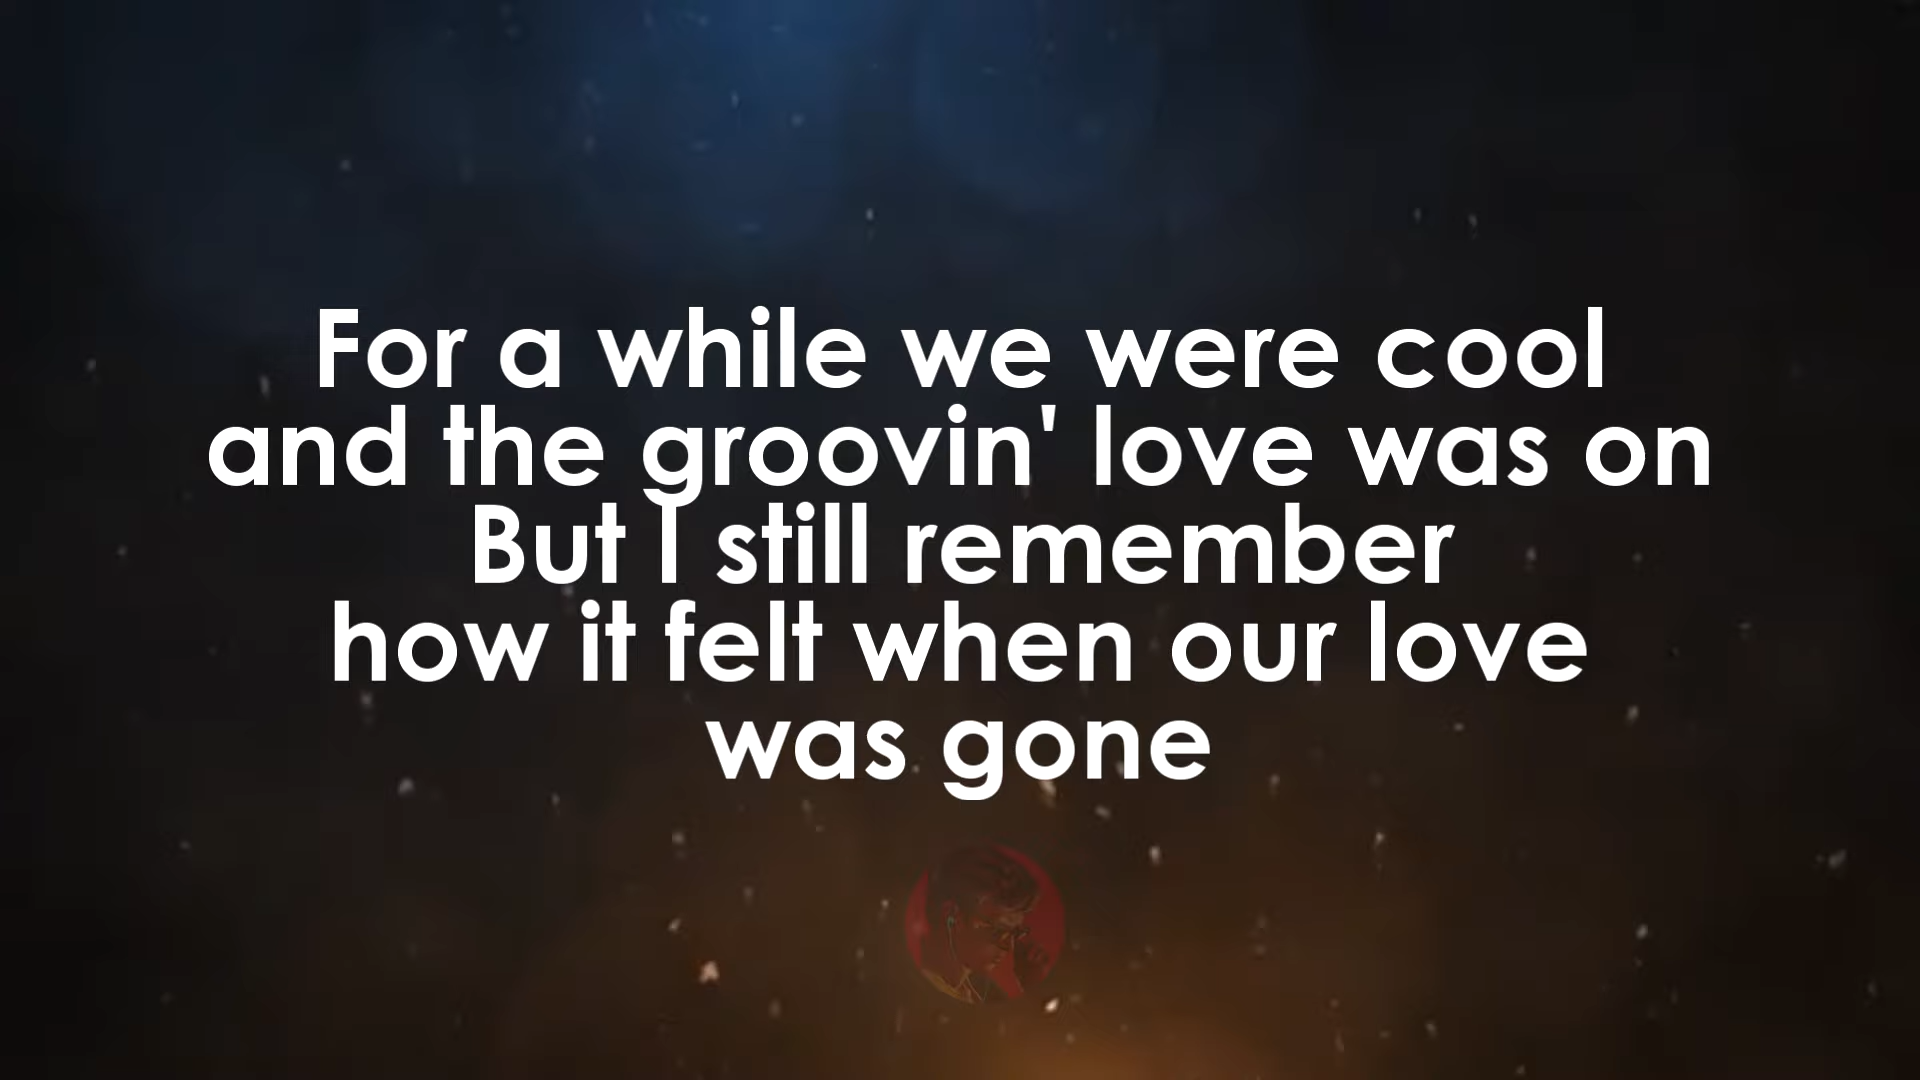 For a while we were cool
and the groovin' love was on
But I still remember
how it felt when our love
was gone